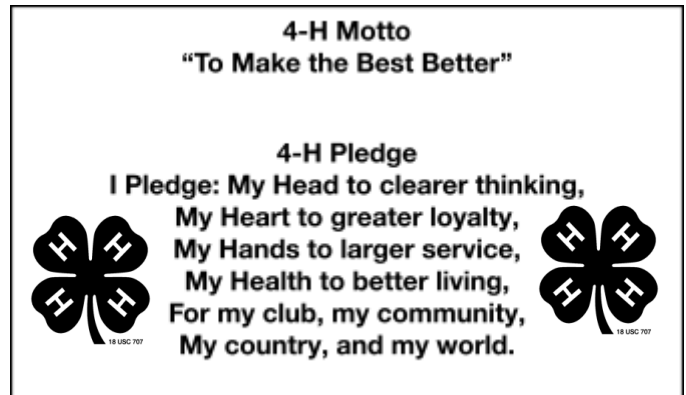 4-H Motto
“To Make the Best Better”
4-H Pledge
I Pledge: My Head to clearer thinking,
My Heart to greater loyalty,
My Hands to larger service,
My Health to better living,
For my club, my community,
My country, and my world.
H H
H H
18 USC 707
H H
H H
18 USC 707